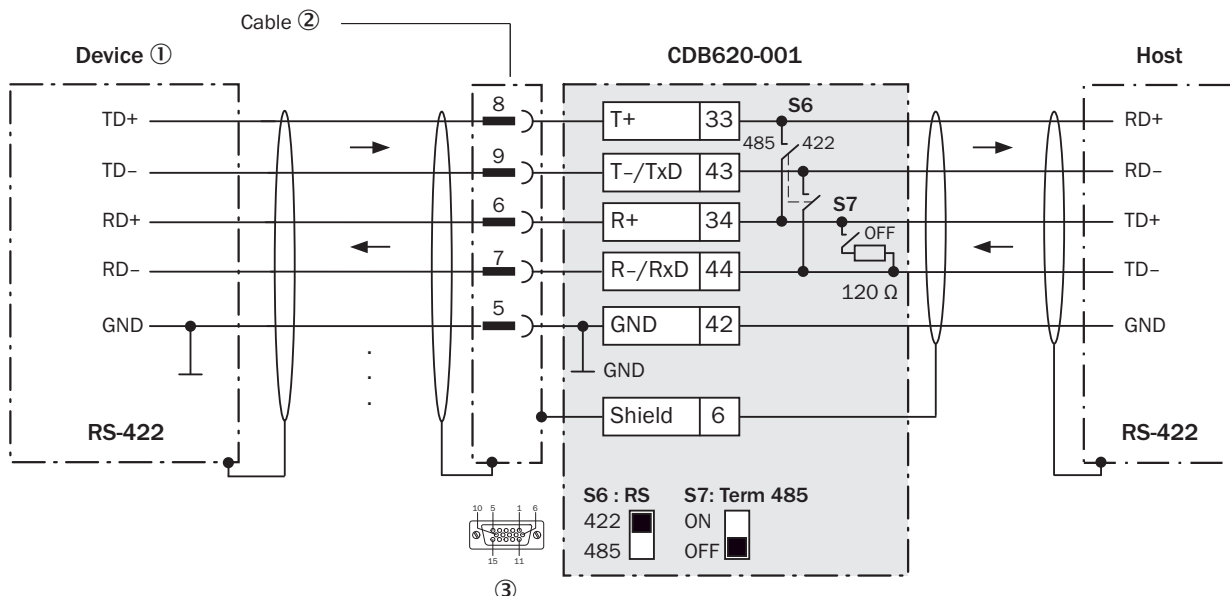 Cable ②
Device ①
CDB620-001
Host
TD+
8
T+
33
S6
RD+
485
422
TD–
9
T–/TxD
43
RD–
RD+
6
R+
34
S7
TD+
OFF
RD–
7
R–/RxD
44
TD–
120 Ω
GND
5
GND
42
GND
GND
Shield
6
RS-422
RS-422
S6 : RS
S7: Term 485
422
ON
485
OFF
10
5
1
6
15
11
③